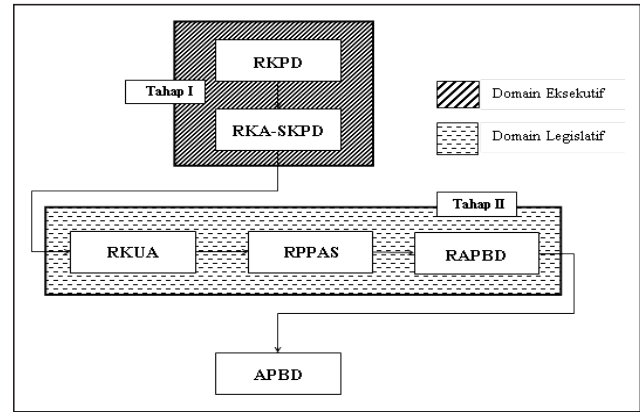 RKPD
Tahap I
RKA-SKPD
Domain Eksekutif
Domain Legislatif
Tahap II
RKUA
RPPAS
RAPBD
APBD